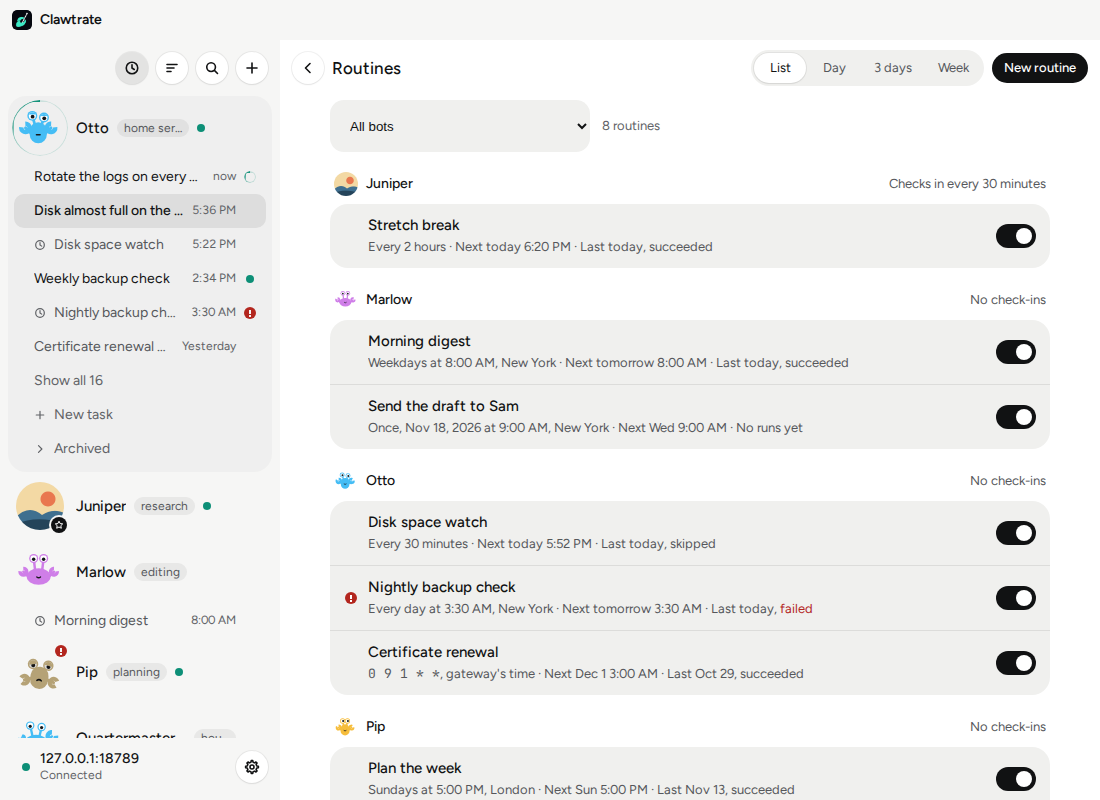 Clawtrate
Otto home ser...
Rotate the logs on every ... now
Disk almost full on the ... 5:36 PM
Disk space watch 5:22 PM
Weekly backup check 2:34 PM
Nightly backup ch... 3:30 AM
Certificate renewal ... Yesterday
Show all 16
New task
Archived
Juniper research
Marlow editing
Morning digest 8:00 AM
Pip planning
Quartermaster
127.0.0.1:18789
Connected
Routines
List Day 3 days Week New routine
All bots 8 routines
Juniper Checks in every 30 minutes
Stretch break
Every 2 hours · Next today 6:20 PM · Last today, succeeded
Marlow No check-ins
Morning digest
Weekdays at 8:00 AM, New York · Next tomorrow 8:00 AM · Last today, succeeded
Send the draft to Sam
Once, Nov 18, 2026 at 9:00 AM, New York · Next Wed 9:00 AM · No runs yet
Otto No check-ins
Disk space watch
Every 30 minutes · Next today 5:52 PM · Last today, skipped
Nightly backup check
Every day at 3:30 AM, New York · Next tomorrow 3:30 AM · Last today, failed
Certificate renewal
0 9 1 * *, gateway's time · Next Dec 1 3:00 AM · Last Oct 29, succeeded
Pip No check-ins
Plan the week
Sundays at 5:00 PM, London · Next Sun 5:00 PM · Last Nov 13, succeeded